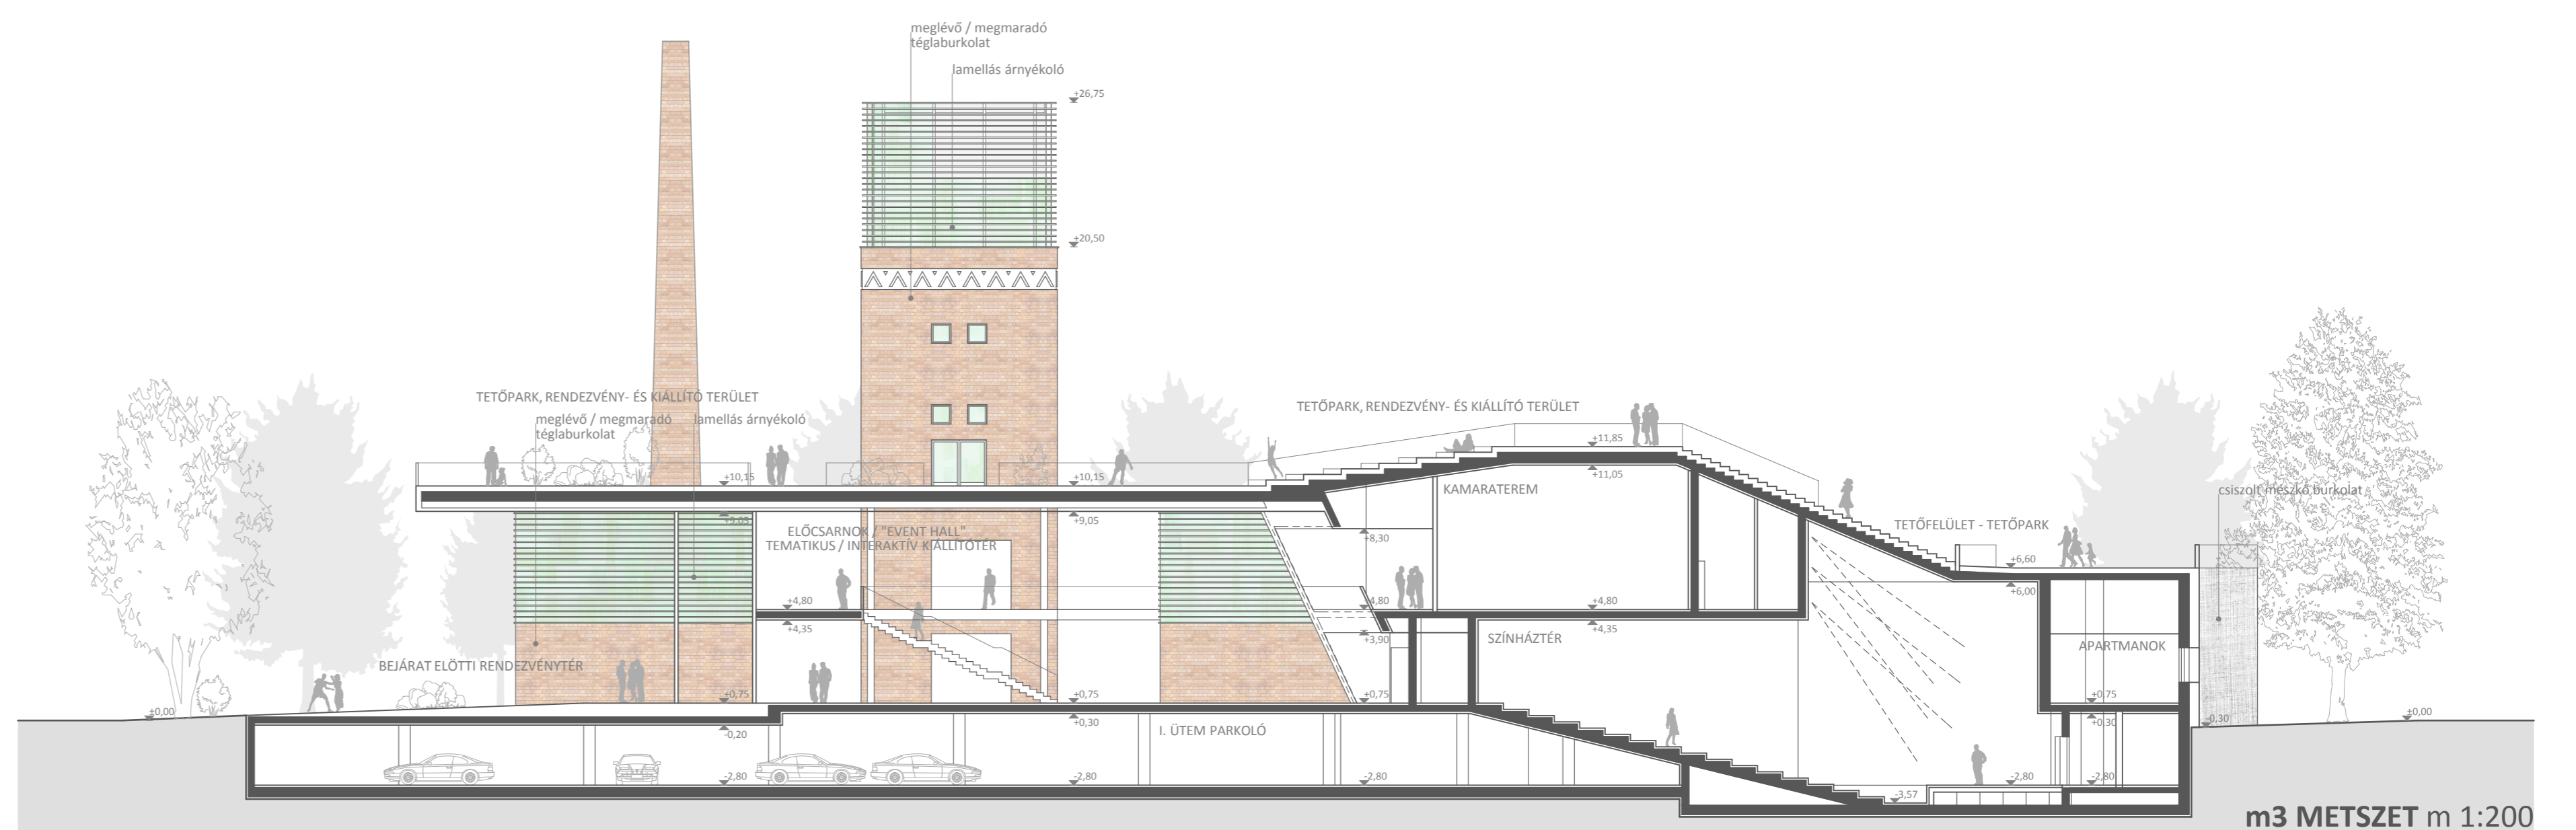 meglévő / megmaradó
téglaburkolat
lamellás árnyékoló
+26,75
+20,50
TETŐPARK, RENDEZVÉNY- ÉS KIÁLLÍTÓ TERÜLET
meglévő / megmaradó
téglaburkolat
lamellás árnyékoló
TETŐPARK, RENDEZVÉNY- ÉS KIÁLLÍTÓ TERÜLET
+11,85
+11,05
+10,15
+10,15
KAMARATEREM
csiszolt mészkő burkolat
+9,05
+9,05
ELŐCSARNOK / "EVENT HALL"
TEMATIKUS / INTERAKTÍV KIÁLLÍTÓTÉR
+8,30
TETŐFELÜLET - TETŐPARK
+6,60
+6,00
+4,80
+4,80
+4,80
+4,35
+3,90
+4,35
SZÍNHÁZTÉR
APARTMANOK
BEJÁRAT ELÖTTI RENDEZVÉNYTÉR
+0,75
+0,75
+0,75
+0,75
±0,00
-0,20
+0,30
I. ÜTEM PARKOLÓ
+0,30
-0,30
±0,00
-2,80
-2,80
-2,80
-3,57
-2,80
-2,80
m3 METSZET m 1:200